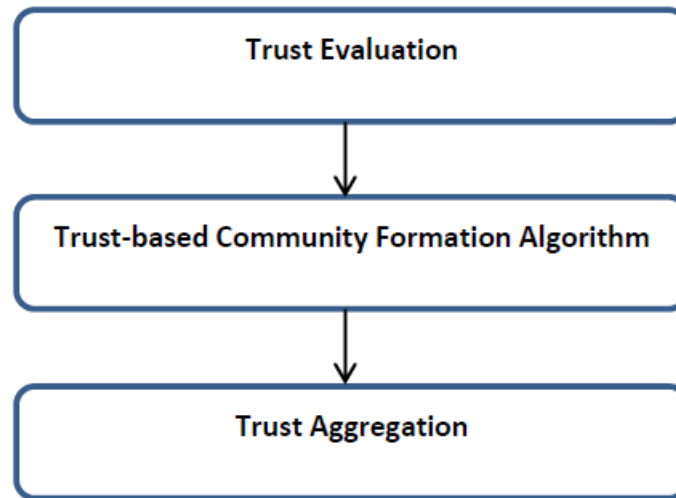 Trust Evaluation
Trust-based Community Formation Algorithm
Trust Aggregation